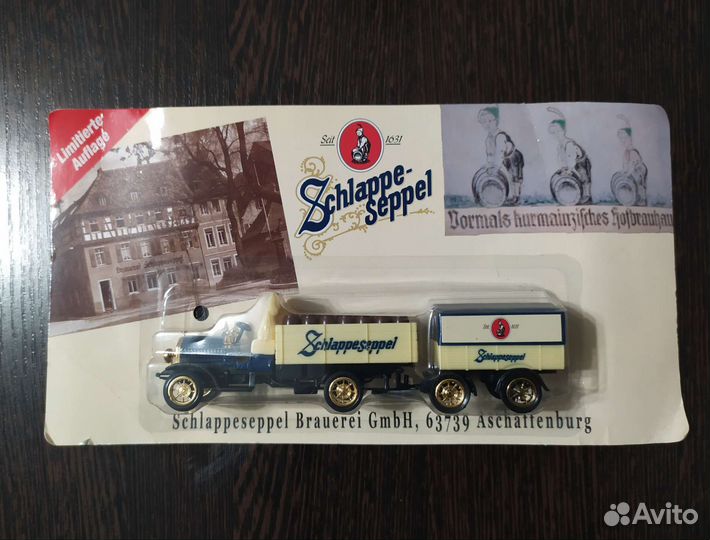 Limitierte
Auflage
Seit 1631
Schlappe-
seppel
Vormals kurmainzisches Hofbrauhaus
Schlappeseppel
Schlappeseppel
Schlappeseppel Brauerei GmbH, 63739 Aschaffenburg
Avito